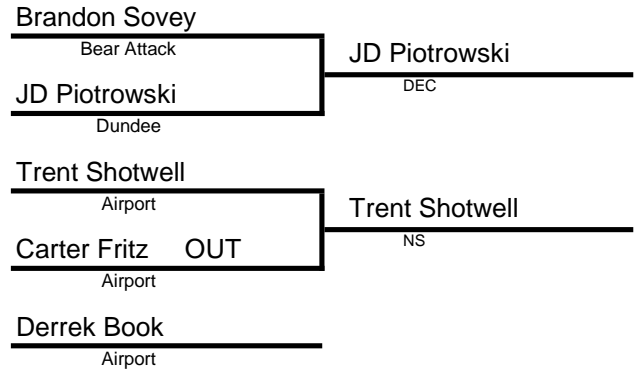 Brandon Sovey
Bear Attack
JD Piotrowski
DEC
JD Piotrowski
Dundee
Trent Shotwell
Airport
Trent Shotwell
NS
Carter Fritz OUT
Airport
Derrek Book
Airport